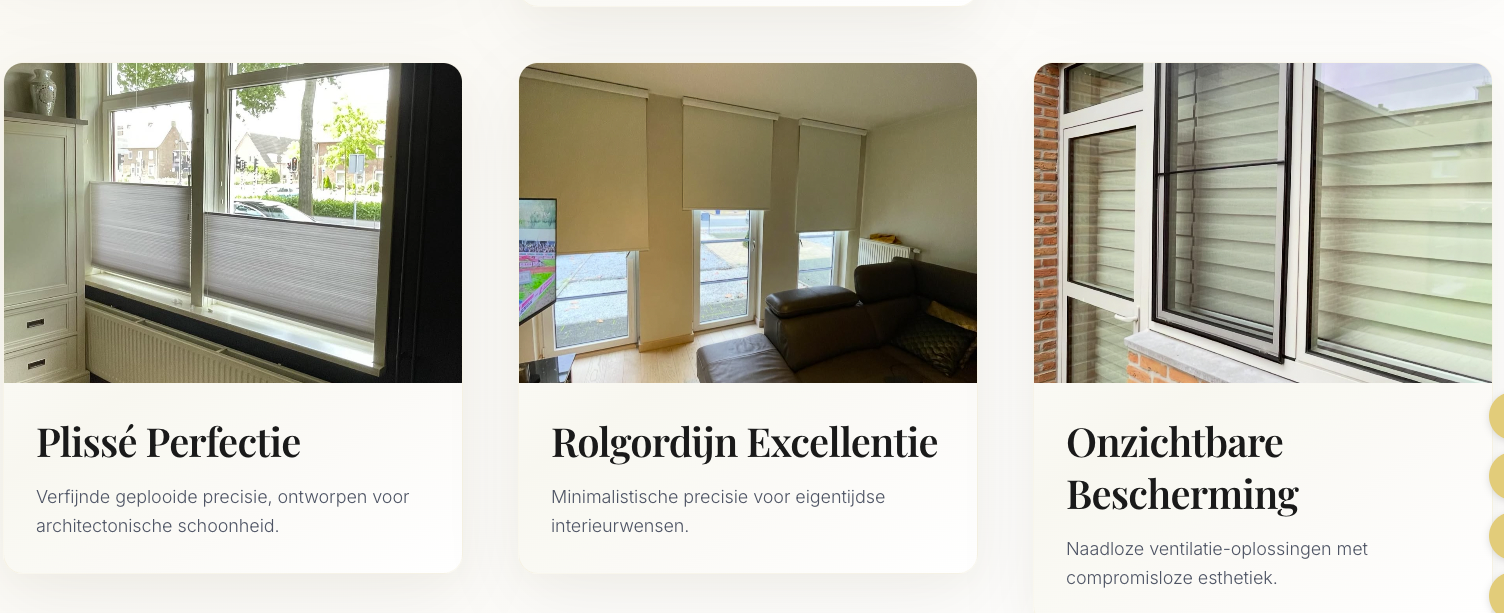 Plissé Perfectie
Verfijnde geplooide precisie, ontworpen voor
architectonische schoonheid.
Rolgordijn Excellentie
Minimalistische precisie voor eigentijdse
interieurwensen.
Onzichtbare
Bescherming
Naadloze ventilatie-oplossingen met
compromisloze esthetiek.